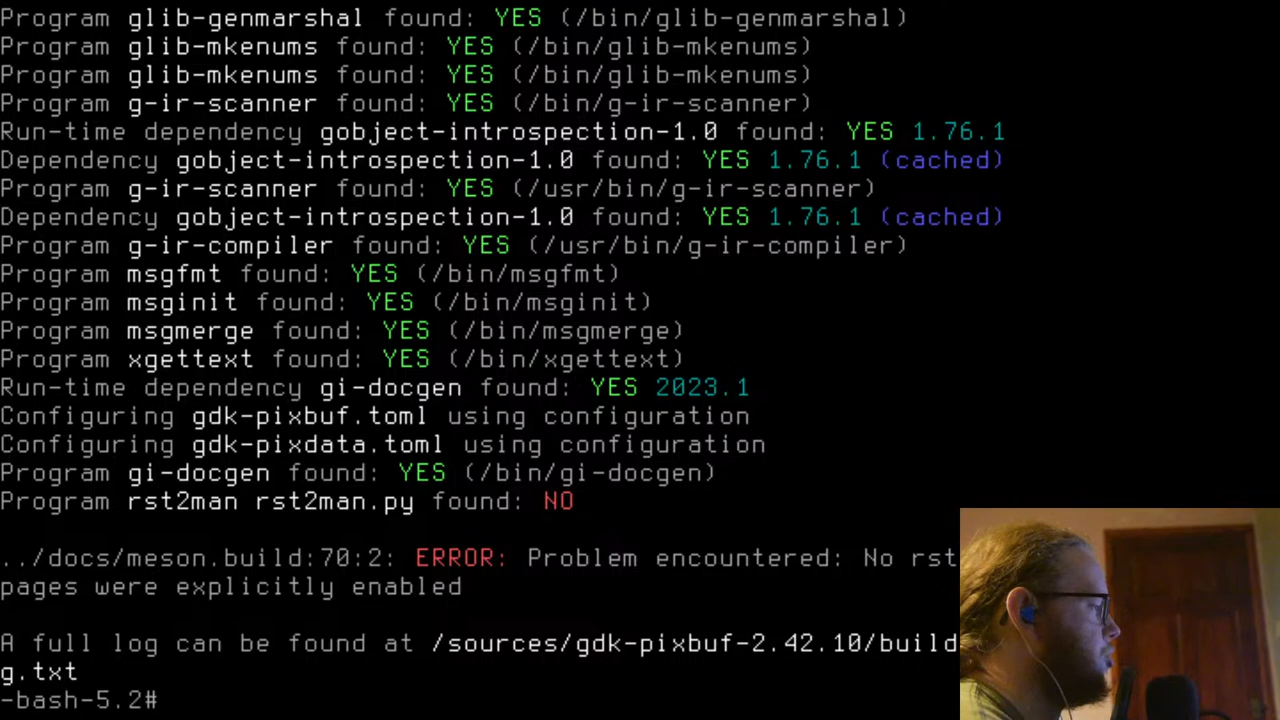 Program glib-genmarshal found: YES (/bin/glib-genmarshal)
Program glib-mkenums found: YES (/bin/glib-mkenums)
Program glib-mkenums found: YES (/bin/glib-mkenums)
Program g-ir-scanner found: YES (/bin/g-ir-scanner)
Run-time dependency gobject-introspection-1.0 found: YES 1.76.1
Dependency gobject-introspection-1.0 found: YES 1.76.1 (cached)
Program g-ir-scanner found: YES (/usr/bin/g-ir-scanner)
Dependency gobject-introspection-1.0 found: YES 1.76.1 (cached)
Program g-ir-compiler found: YES (/usr/bin/g-ir-compiler)
Program msgfmt found: YES (/bin/msgfmt)
Program msginit found: YES (/bin/msginit)
Program msgmerge found: YES (/bin/msgmerge)
Program xgettext found: YES (/bin/xgettext)
Run-time dependency gi-docgen found: YES 2023.1
Configuring gdk-pixbuf.toml using configuration
Configuring gdk-pixdata.toml using configuration
Program gi-docgen found: YES (/bin/gi-docgen)
Program rst2man rst2man.py found: NO
../docs/meson.build:70:2: ERROR: Problem encountered: No rst
pages were explicitly enabled
A full log can be found at /sources/gdk-pixbuf-2.42.10/build
g.txt
-bash-5.2#